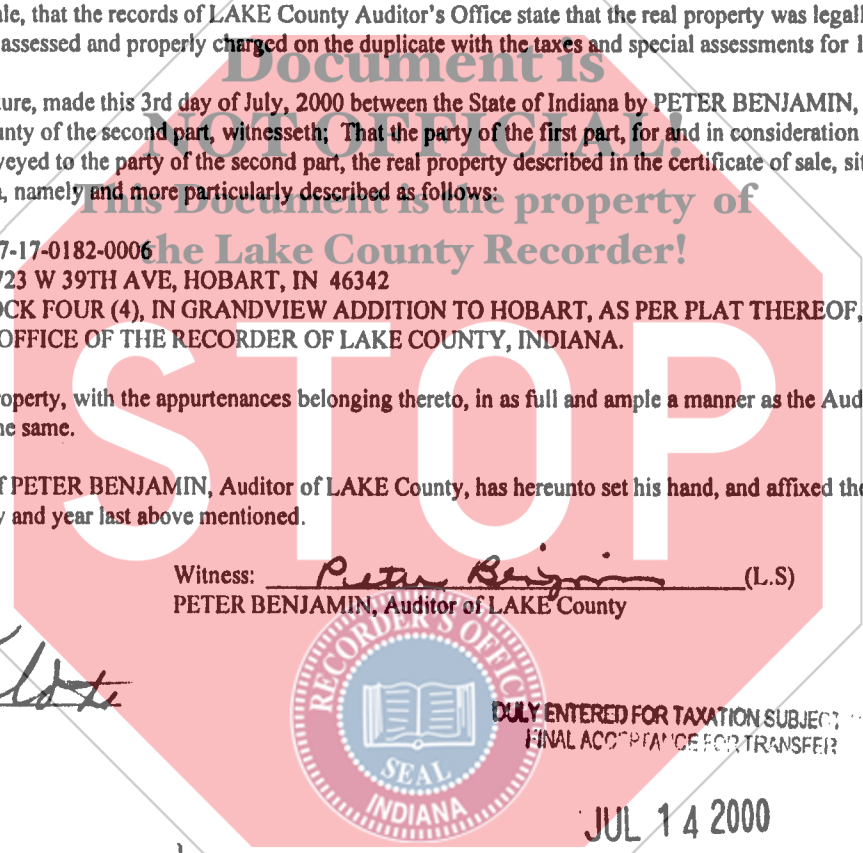 le, that the records of LAKE County Auditor's Office state that the real property was legall
assessed and properly charged on the duplicate with the taxes and special assessments for 1
Document is
ure, made this 3rd day of July, 2000 between the State of Indiana by PETER BENJAMIN,
unty of the second part, witnesseth; That the party of the first part, for and in consideration
NOT OFFICIAL!
veyed to the party of the second part, the real property described in the certificate of sale, sit
, namely and more particularly described as follows:
This Document is the property of
7-17-0182-0006
the Lake County Recorder!
723 W 39TH AVE, HOBART, IN 46342
OCK FOUR (4), IN GRANDVIEW ADDITION TO HOBART, AS PER PLAT THEREOF,
OFFICE OF THE RECORDER OF LAKE COUNTY, INDIANA.
STOP
roperty, with the appurtenances belonging thereto, in as full and ample a manner as the Aud
he same.
f PETER BENJAMIN, Auditor of LAKE County, has hereunto set his hand, and affixed the
y and year last above mentioned.
Witness: Peter Benjamin (L.S)
PETER BENJAMIN, Auditor of LAKE County
RECORDER'S OFFICE
SEAL
INDIANA
DULY ENTERED FOR TAXATION SUBJECT
FINAL ACCEPTANCE FOR TRANSFER
JUL 14 2000